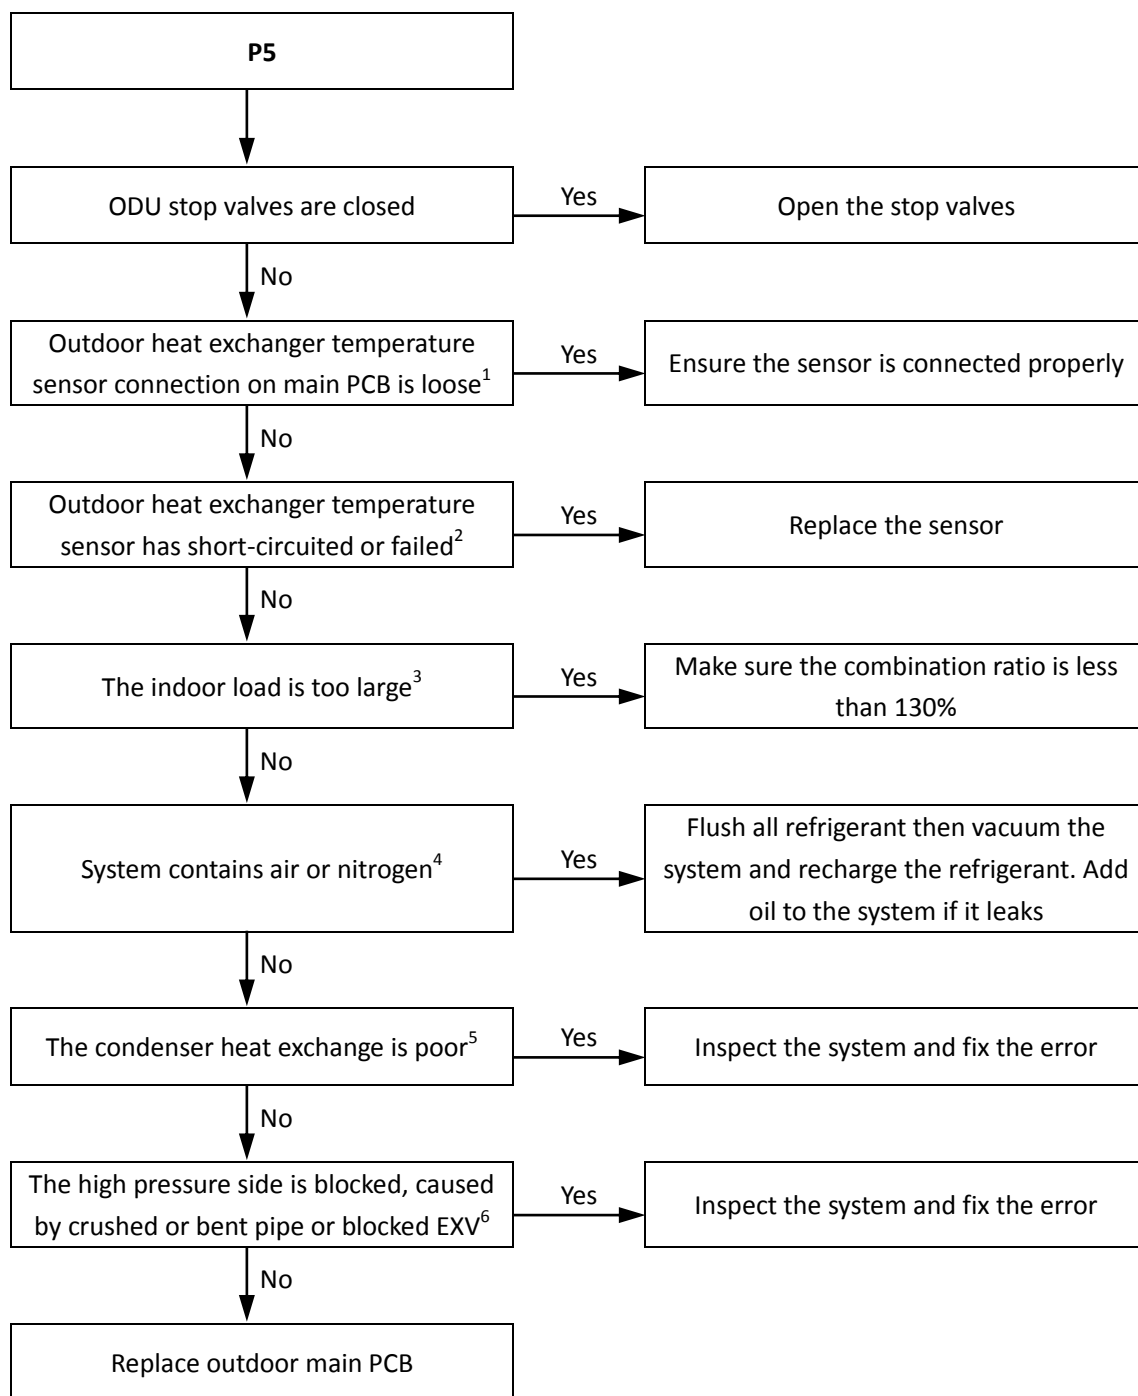 P5
ODU stop valves are closed
Yes
Open the stop valves
No
Outdoor heat exchanger temperature
sensor connection on main PCB is loose1
Yes
Ensure the sensor is connected properly
No
Outdoor heat exchanger temperature
sensor has short-circuited or failed2
Yes
Replace the sensor
No
The indoor load is too large3
Yes
Make sure the combination ratio is less
than 130%
No
System contains air or nitrogen4
Yes
Flush all refrigerant then vacuum the
system and recharge the refrigerant. Add
oil to the system if it leaks
No
The condenser heat exchange is poor5
Yes
Inspect the system and fix the error
No
The high pressure side is blocked, caused
by crushed or bent pipe or blocked EXV6
Yes
Inspect the system and fix the error
No
Replace outdoor main PCB